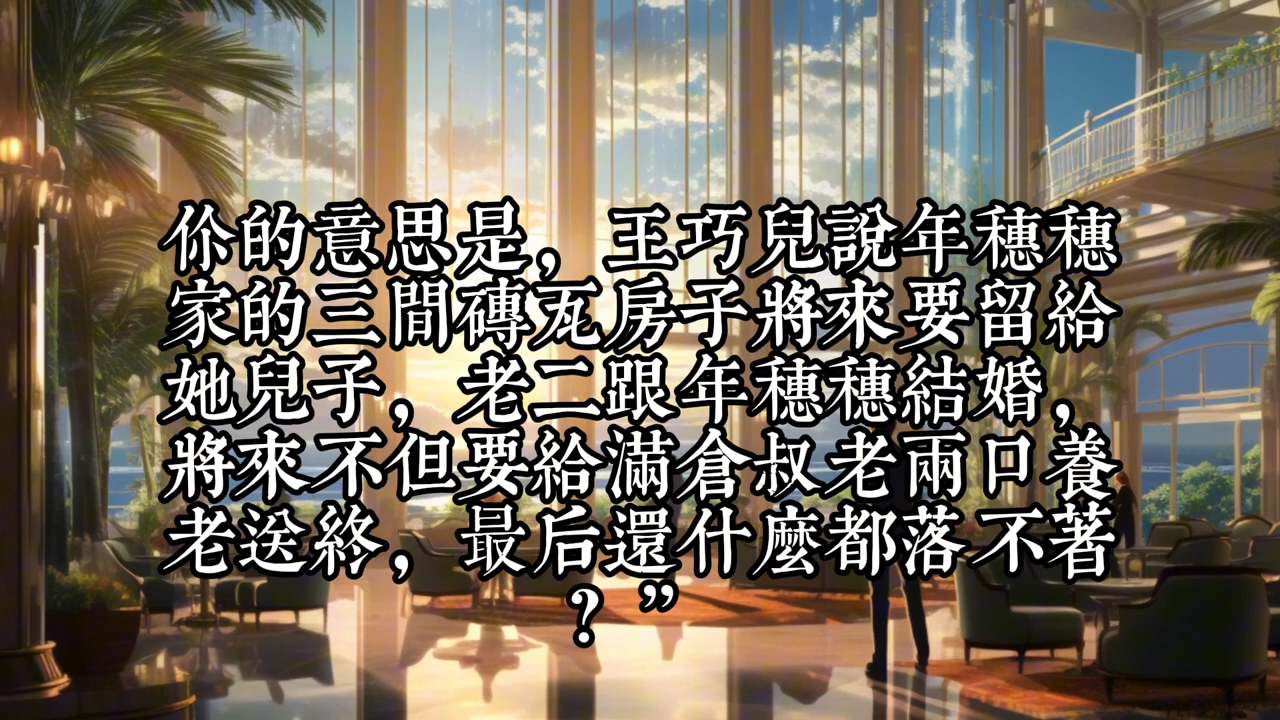 你的意思是，王巧兒說年穗穗
家的三間磚瓦房子將來要留給
她兒子，老二跟年穗穗結婚，
將來不但要給滿倉叔老兩口養
老送終，最后還什麼都落不著
？”